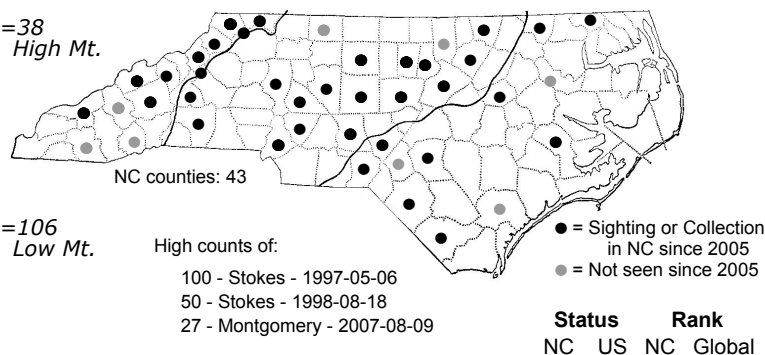 =38
High Mt.
NC counties: 43
=106
Low Mt.
High counts of:
100 - Stokes - 1997-05-06
50 - Stokes - 1998-08-18
27 - Montgomery - 2007-08-09
● = Sighting or Collection
in NC since 2005
● = Not seen since 2005
Status Rank
NC US NC Global